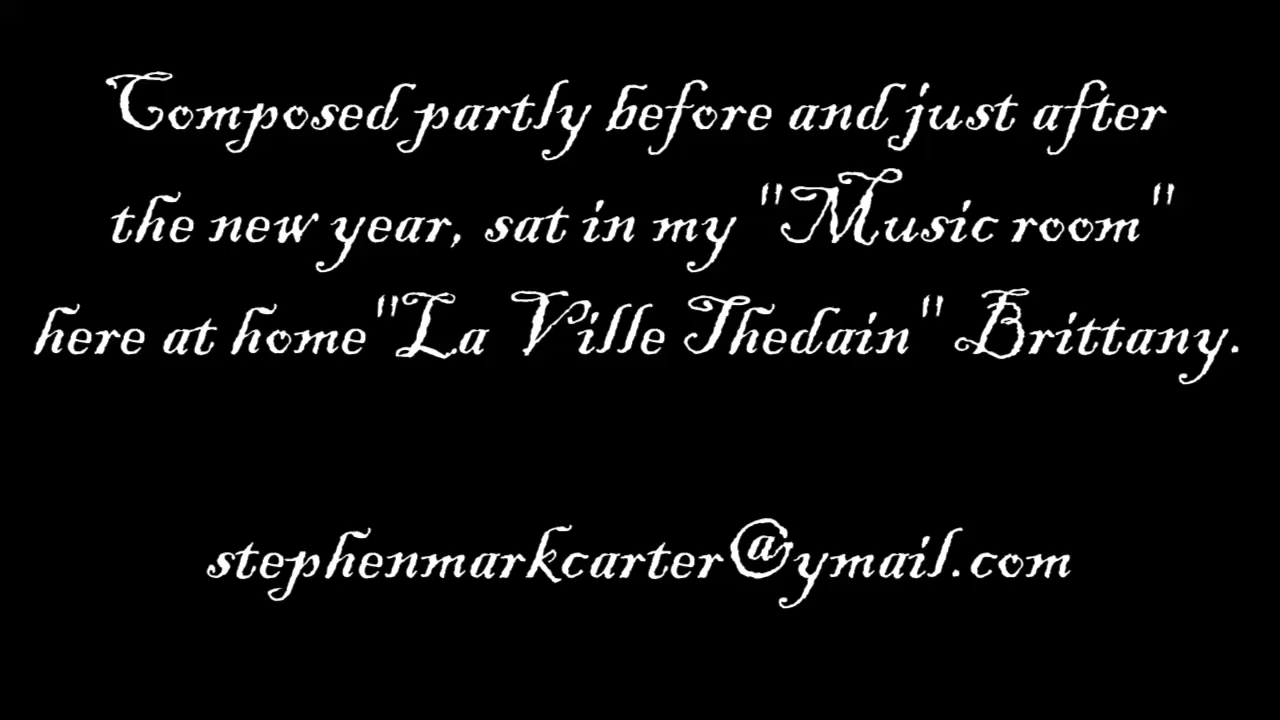 Composed partly before and just after
the new year, sat in my "Music room"
here at home"La Ville Thedain" Brittany.
stephenmarkcarter@ymail.com